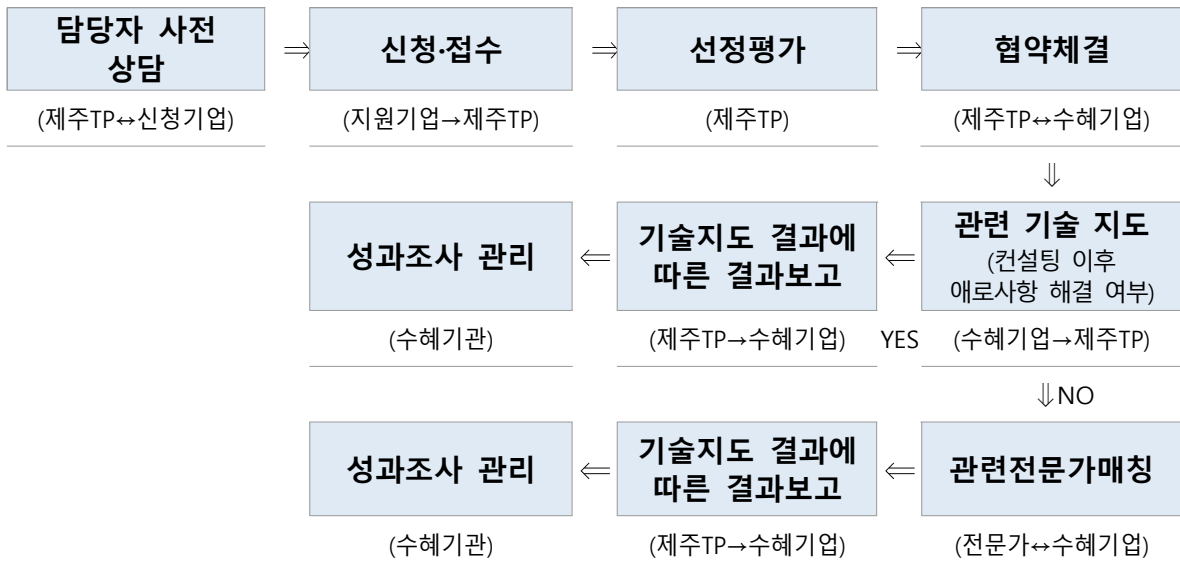 담당자 사전
상담
⇒
신청·접수
⇒
선정평가
⇒
협약체결
(제주TP↔신청기업)
(지원기업→제주TP)
(제주TP)
(제주TP↔수혜기업)
⇓
성과조사 관리
⇐
기술지도 결과에
따른 결과보고
⇐
관련 기술 지도
(컨설팅 이후
애로사항 해결 여부)
(수혜기관)
(제주TP→수혜기업)
YES
(수혜기업→제주TP)
⇓NO
성과조사 관리
⇐
기술지도 결과에
따른 결과보고
⇐
관련전문가매칭
(수혜기관)
(제주TP→수혜기업)
(전문가↔수혜기업)